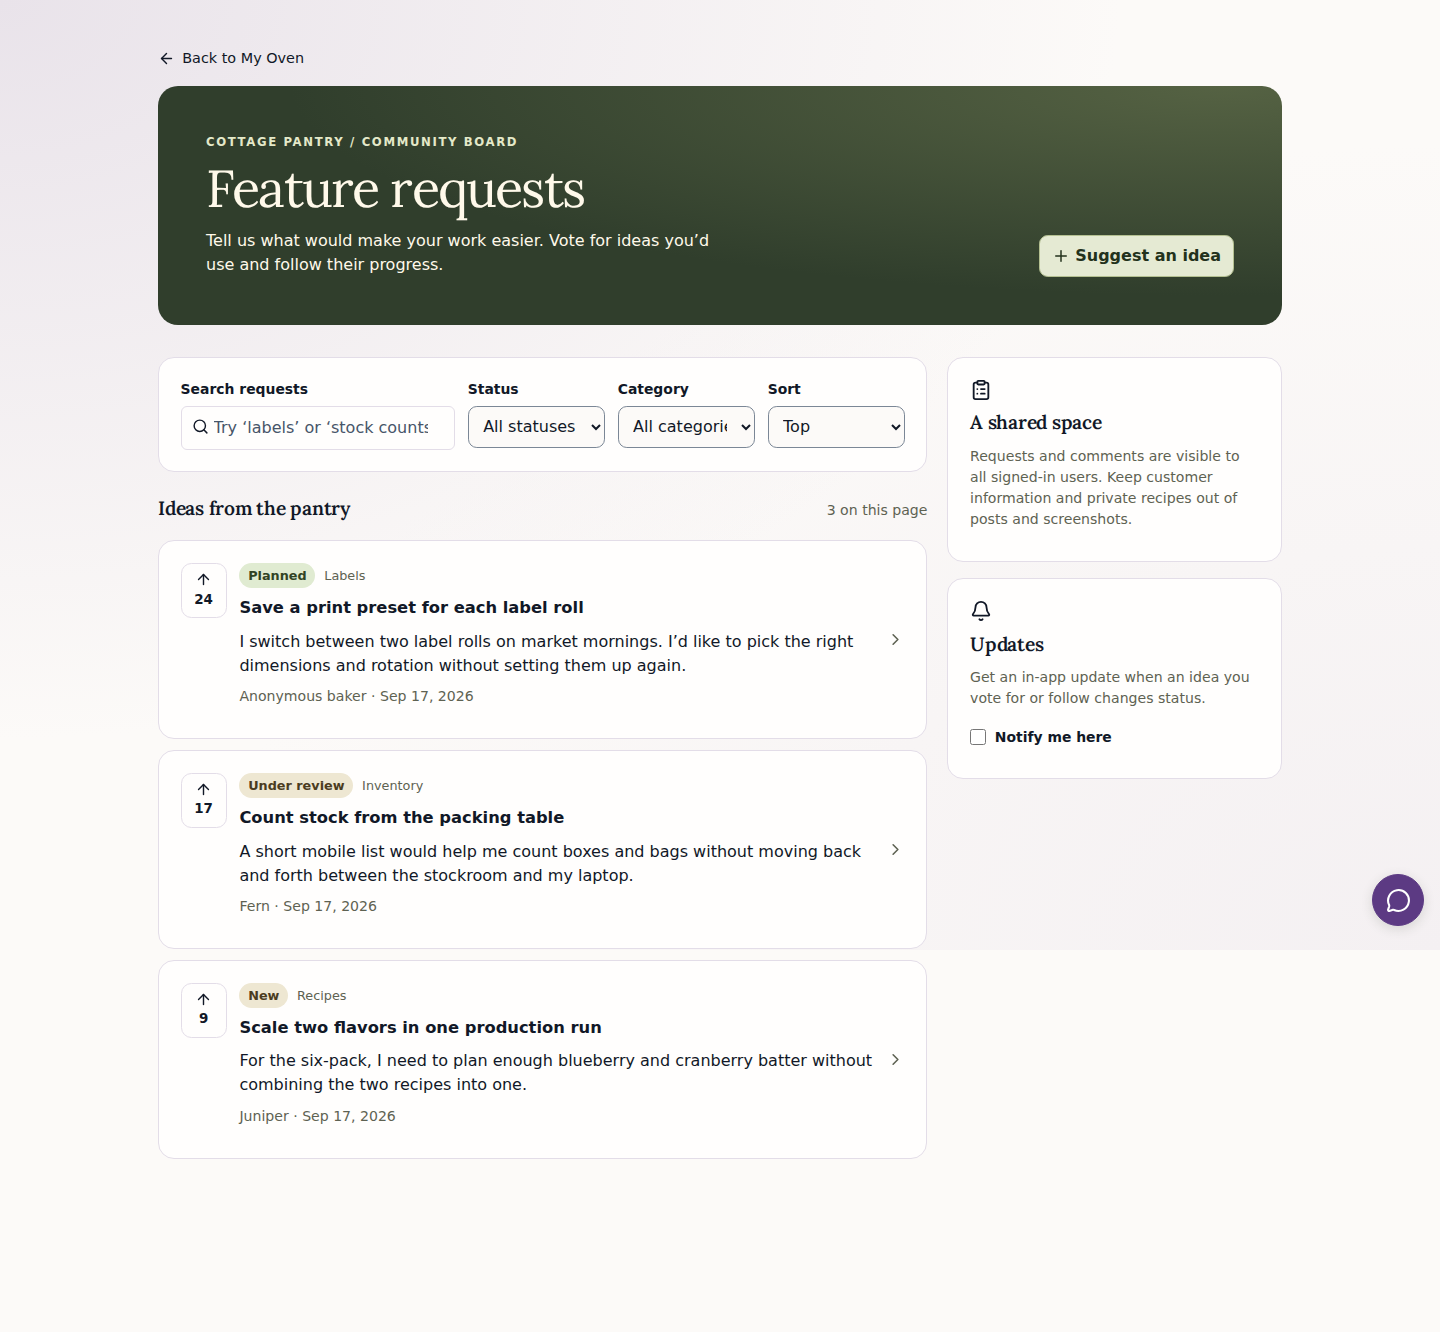 Back to My Oven
COTTAGE PANTRY / COMMUNITY BOARD
Feature requests
Tell us what would make your work easier. Vote for ideas you’d
use and follow their progress.
Suggest an idea
Search requests
Try ‘labels’ or ‘stock counts
Status
All statuses
Category
All categorie
Sort
Top
Ideas from the pantry
3 on this page
24
Planned
Labels
Save a print preset for each label roll
I switch between two label rolls on market mornings. I’d like to pick the right
dimensions and rotation without setting them up again.
Anonymous baker · Sep 17, 2026
17
Under review
Inventory
Count stock from the packing table
A short mobile list would help me count boxes and bags without moving back
and forth between the stockroom and my laptop.
Fern · Sep 17, 2026
9
New
Recipes
Scale two flavors in one production run
For the six-pack, I need to plan enough blueberry and cranberry batter without
combining the two recipes into one.
Juniper · Sep 17, 2026
A shared space
Requests and comments are visible to
all signed-in users. Keep customer
information and private recipes out of
posts and screenshots.
Updates
Get an in-app update when an idea you
vote for or follow changes status.
Notify me here